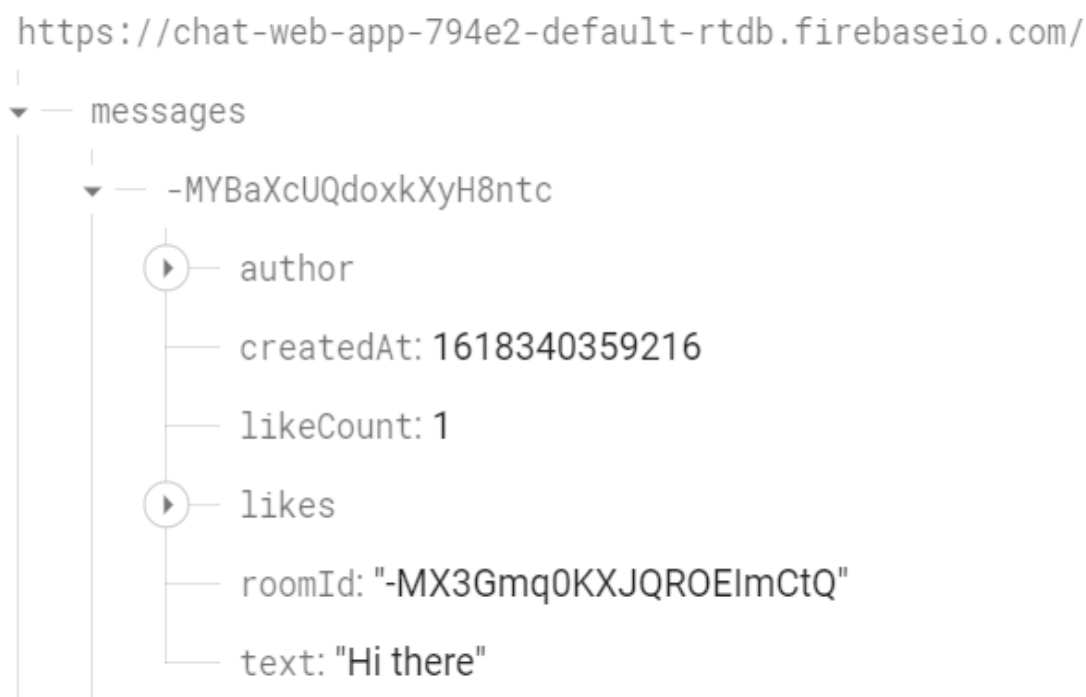 https://chat-web-app-794e2-default-rtdb.firebaseio.com/
messages
-MYBaXcUQdoxkXyH8ntc
author
createdAt: 1618340359216
likeCount: 1
likes
roomId: "-MX3Gmq0KXJQROEImCtQ"
text: "Hi there"